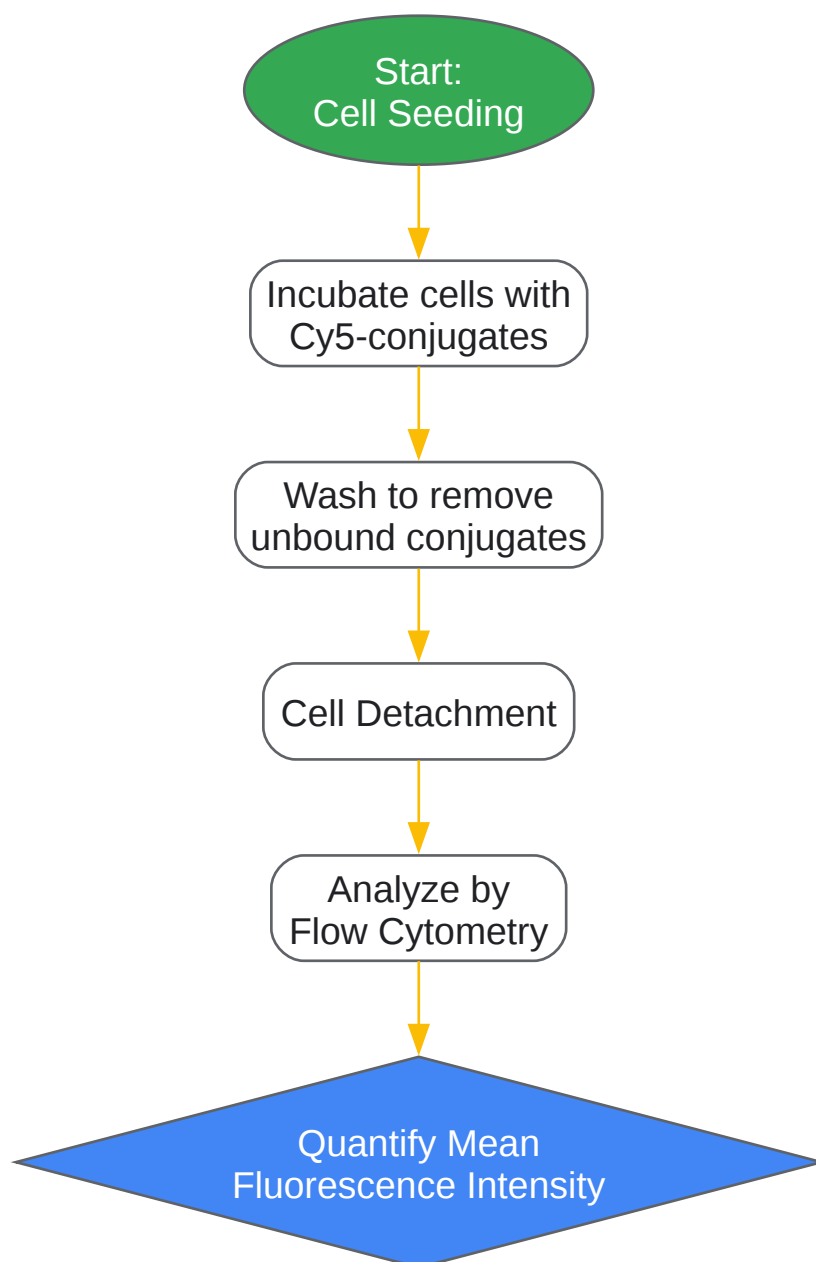 Start:
Cell Seeding
Incubate cells with
Cy5-conjugates
Wash to remove
unbound conjugates
Cell Detachment
Analyze by
Flow Cytometry
Quantify Mean
Fluorescence Intensity